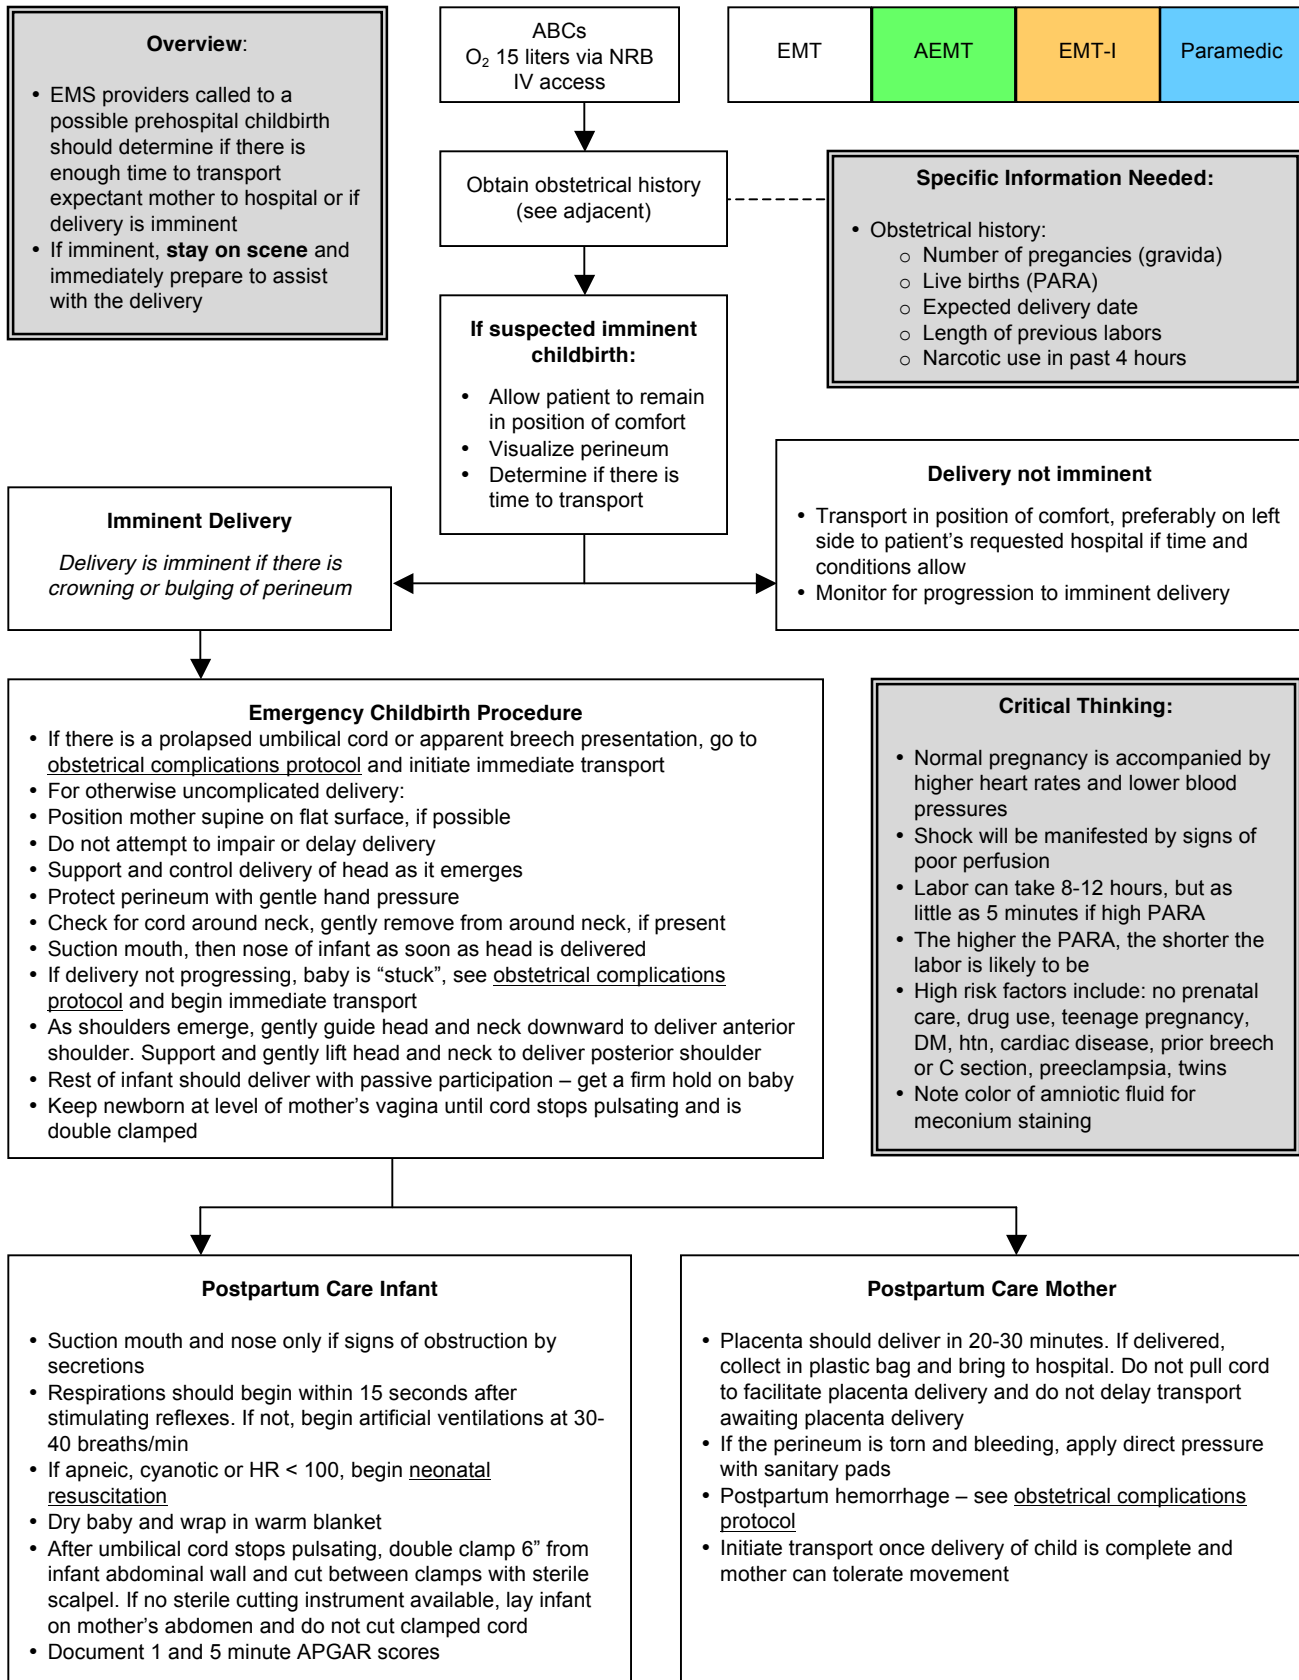 Overview:
• EMS providers called to a
possible prehospital childbirth
should determine if there is
enough time to transport
expectant mother to hospital or if
delivery is imminent
• If imminent, stay on scene and
immediately prepare to assist
with the delivery
ABCs
O₂ 15 liters via NRB
IV access
EMT
AEMT
EMT-I
Paramedic
Obtain obstetrical history
(see adjacent)
Specific Information Needed:
• Obstetrical history:
o Number of pregancies (gravida)
o Live births (PARA)
o Expected delivery date
o Length of previous labors
o Narcotic use in past 4 hours
If suspected imminent
childbirth:
• Allow patient to remain
in position of comfort
• Visualize perineum
• Determine if there is
time to transport
Imminent Delivery
Delivery is imminent if there is
crowning or bulging of perineum
Delivery not imminent
• Transport in position of comfort, preferably on left
side to patient’s requested hospital if time and
conditions allow
• Monitor for progression to imminent delivery
Emergency Childbirth Procedure
• If there is a prolapsed umbilical cord or apparent breech presentation, go to
obstetrical complications protocol and initiate immediate transport
• For otherwise uncomplicated delivery:
• Position mother supine on flat surface, if possible
• Do not attempt to impair or delay delivery
• Support and control delivery of head as it emerges
• Protect perineum with gentle hand pressure
• Check for cord around neck, gently remove from around neck, if present
• Suction mouth, then nose of infant as soon as head is delivered
• If delivery not progressing, baby is “stuck”, see obstetrical complications
protocol and begin immediate transport
• As shoulders emerge, gently guide head and neck downward to deliver anterior
shoulder. Support and gently lift head and neck to deliver posterior shoulder
• Rest of infant should deliver with passive participation – get a firm hold on baby
• Keep newborn at level of mother’s vagina until cord stops pulsating and is
double clamped
Critical Thinking:
• Normal pregnancy is accompanied by
higher heart rates and lower blood
pressures
• Shock will be manifested by signs of
poor perfusion
• Labor can take 8-12 hours, but as
little as 5 minutes if high PARA
• The higher the PARA, the shorter the
labor is likely to be
• High risk factors include: no prenatal
care, drug use, teenage pregnancy,
DM, htn, cardiac disease, prior breech
or C section, preeclampsia, twins
• Note color of amniotic fluid for
meconium staining
Postpartum Care Infant
• Suction mouth and nose only if signs of obstruction by
secretions
• Respirations should begin within 15 seconds after
stimulating reflexes. If not, begin artificial ventilations at 30-
40 breaths/min
• If apneic, cyanotic or HR < 100, begin neonatal
resuscitation
• Dry baby and wrap in warm blanket
• After umbilical cord stops pulsating, double clamp 6” from
infant abdominal wall and cut between clamps with sterile
scalpel. If no sterile cutting instrument available, lay infant
on mother’s abdomen and do not cut clamped cord
• Document 1 and 5 minute APGAR scores
Postpartum Care Mother
• Placenta should deliver in 20-30 minutes. If delivered,
collect in plastic bag and bring to hospital. Do not pull cord
to facilitate placenta delivery and do not delay transport
awaiting placenta delivery
• If the perineum is torn and bleeding, apply direct pressure
with sanitary pads
• Postpartum hemorrhage – see obstetrical complications
protocol
• Initiate transport once delivery of child is complete and
mother can tolerate movement